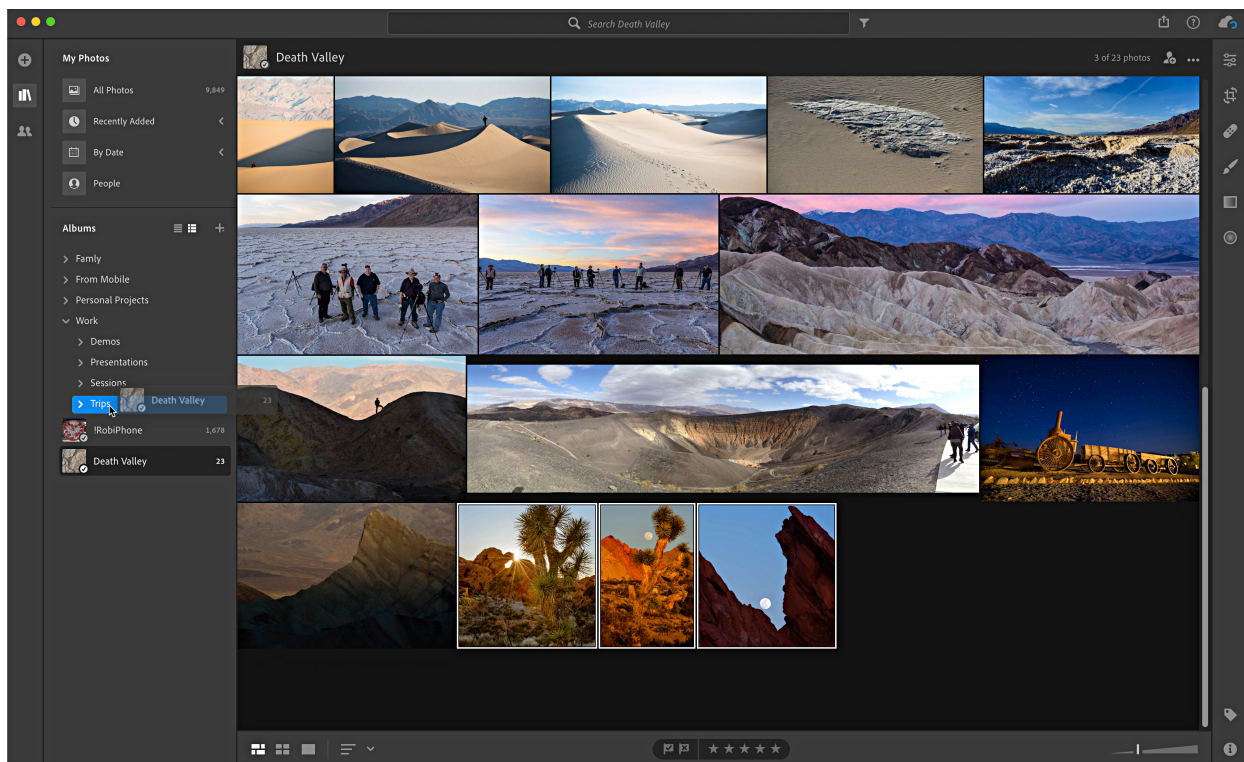 Search Death Valley
My Photos
All Photos 9,849
Recently Added
By Date
People
Albums
Famly
From Mobile
Personal Projects
Work
Demos
Presentations
Sessions
Trips
Death Valley 23
!RobiPhone 1,678
Death Valley 23
Death Valley 3 of 23 photos